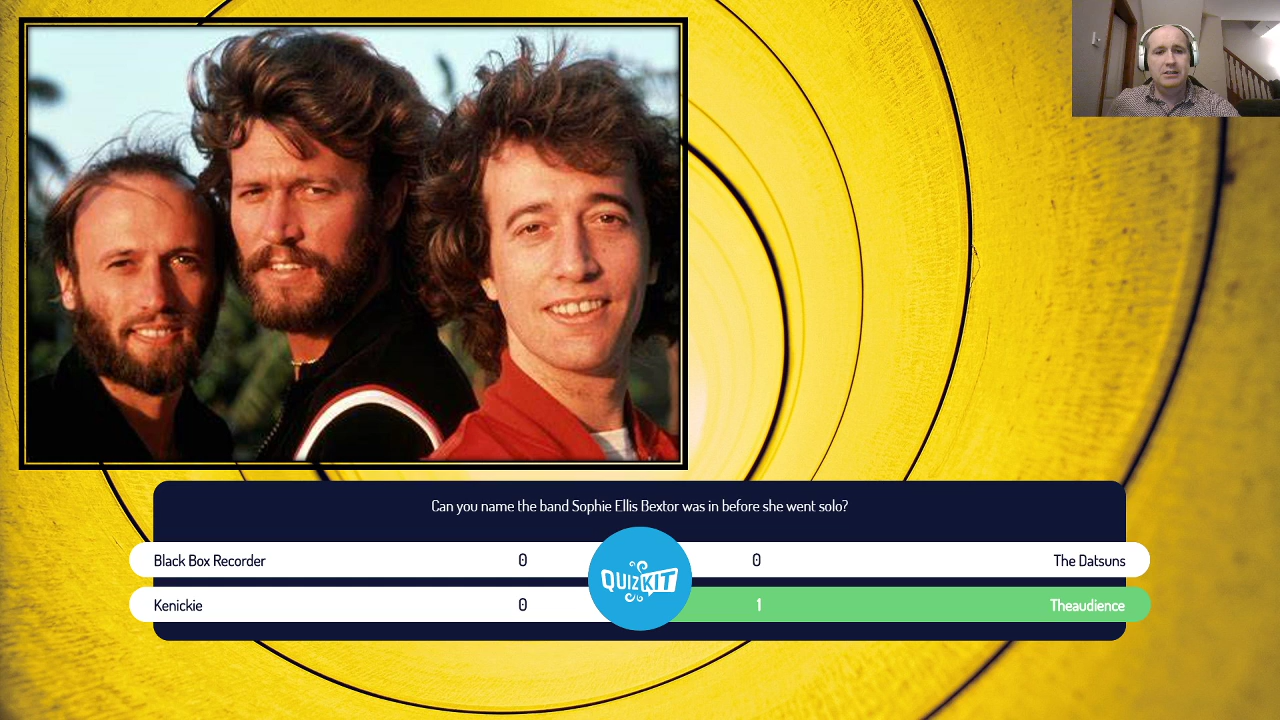 Can you name the band Sophie Ellis Bextor was in before she went solo?
Black Box Recorder 0
0 The Datsuns
QUIZKIT
Kenickie 0
1 Theaudience